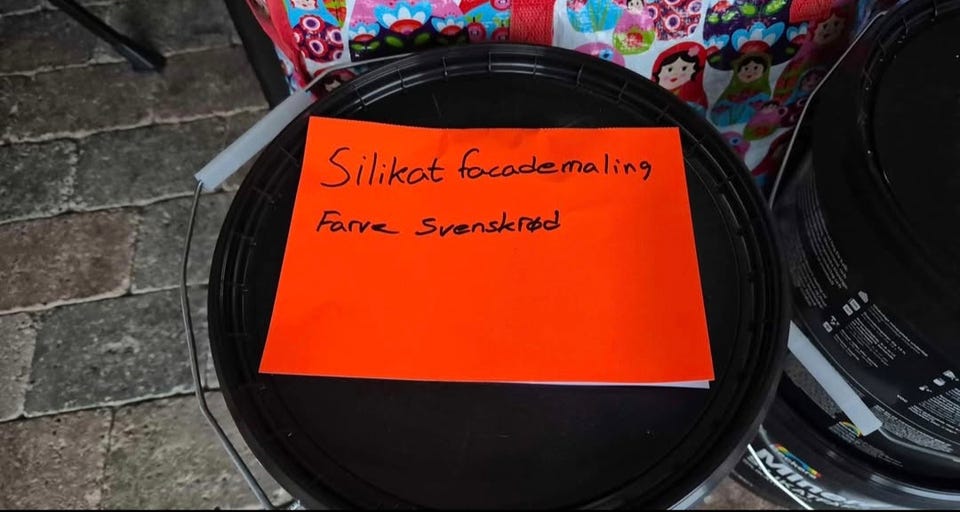 Silikat facademaling
Farve Svenskrød